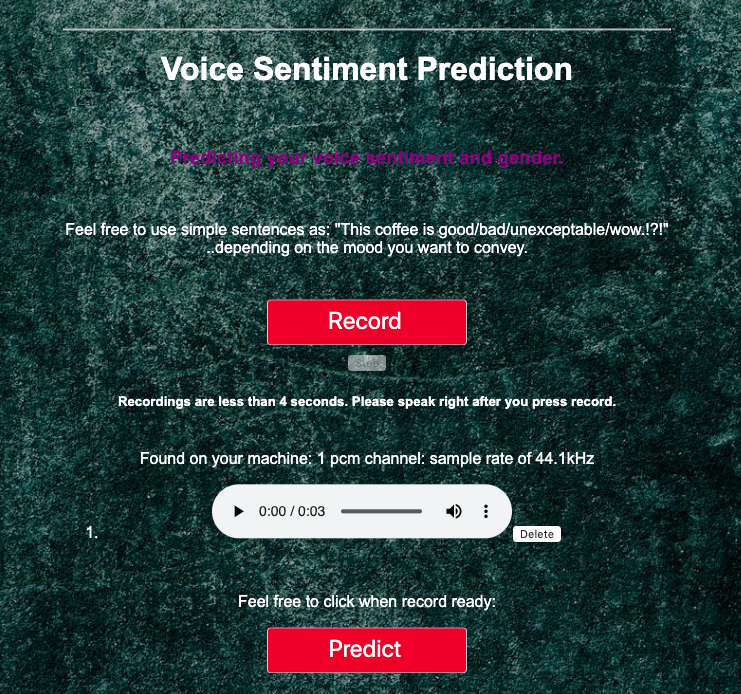 Voice Sentiment Prediction
Predicting your voice sentiment and gender.
Feel free to use simple sentences as: "This coffee is good/bad/unexceptable/wow.!?!"
..depending on the mood you want to convey.
Record
Stop
Recordings are less than 4 seconds. Please speak right after you press record.
Found on your machine: 1 pcm channel: sample rate of 44.1kHz
0:00 / 0:03
1.
Delete
Feel free to click when record ready:
Predict